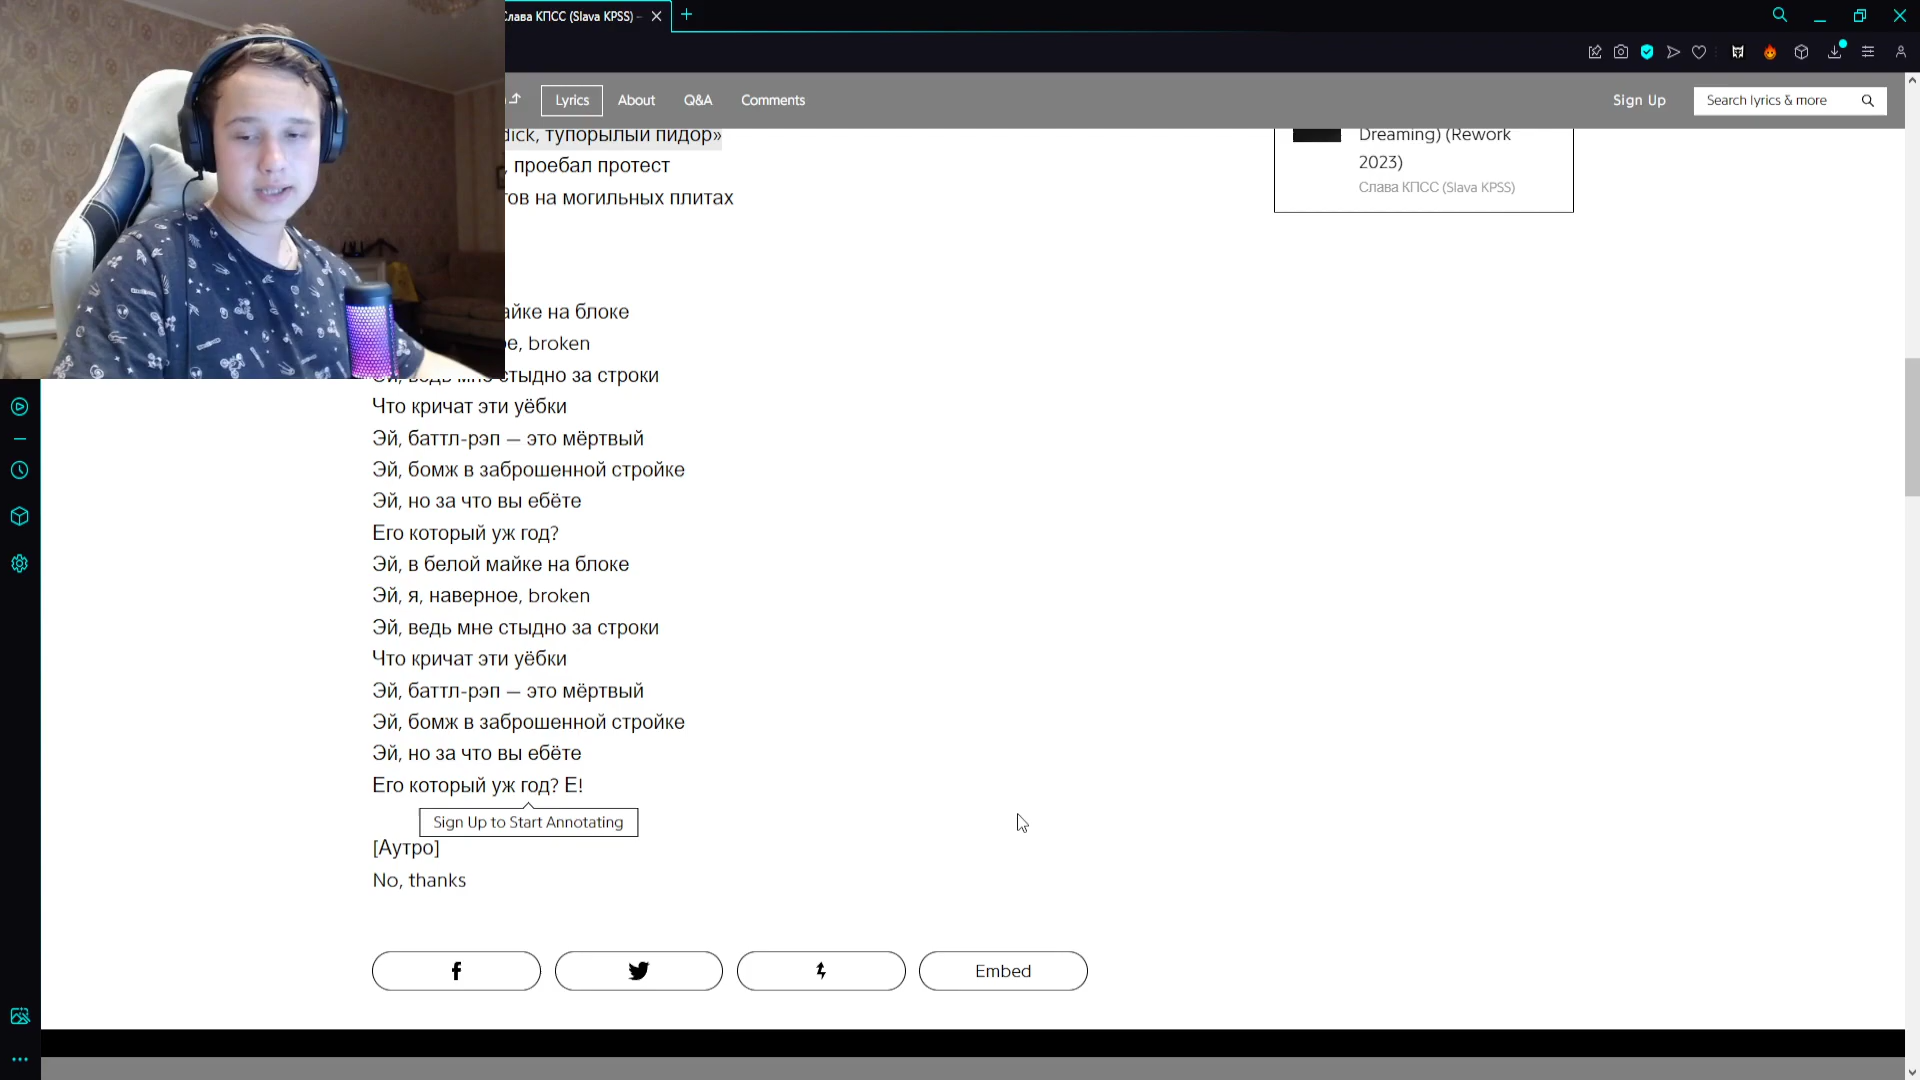 Слава КПСС (Slava KPSS) –
Lyrics
About
Q&A
Comments
Sign Up
Search lyrics & more
dick, тупорылый пидор»
, проебал протест
тов на могильных плитах
айке на блоке
ое, broken
Эй, ведь мне стыдно за строки
Что кричат эти уёбки
Эй, баттл-рэп — это мёртвый
Эй, бомж в заброшенной стройке
Эй, но за что вы ебёте
Его который уж год?
Эй, в белой майке на блоке
Эй, я, наверное, broken
Эй, ведь мне стыдно за строки
Что кричат эти уёбки
Эй, баттл-рэп — это мёртвый
Эй, бомж в заброшенной стройке
Эй, но за что вы ебёте
Его который уж год? Е!
Sign Up to Start Annotating
[Аутро]
No, thanks
Embed
Dreaming) (Rework
2023)
Слава КПСС (Slava KPSS)